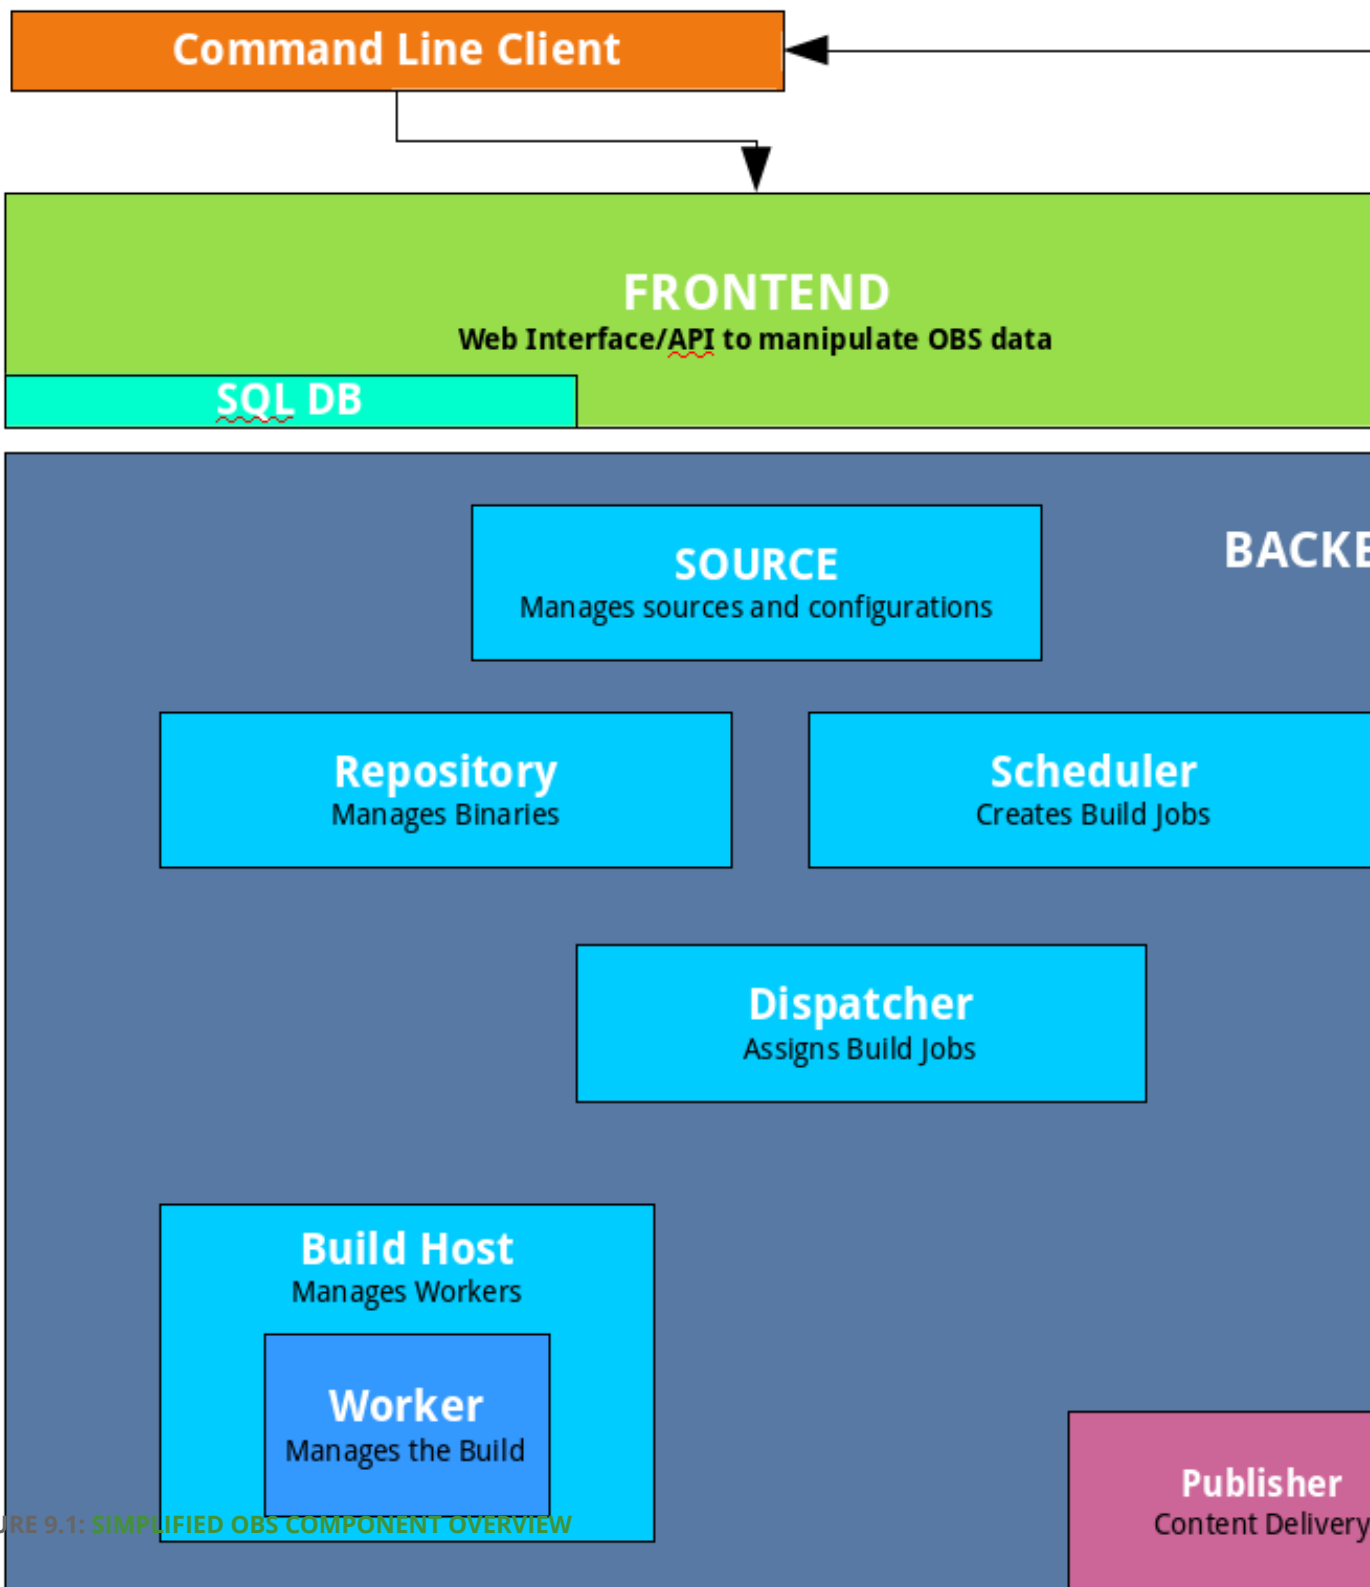 Command Line Client
FRONTEND
Web Interface/API to manipulate OBS data
SQL DB
BACKE
SOURCE
Manages sources and configurations
Repository
Manages Binaries
Scheduler
Creates Build Jobs
Dispatcher
Assigns Build Jobs
Build Host
Manages Workers
Worker
Manages the Build
Publisher
Content Delivery
URE 9.1: SIMPLIFIED OBS COMPONENT OVERVIEW